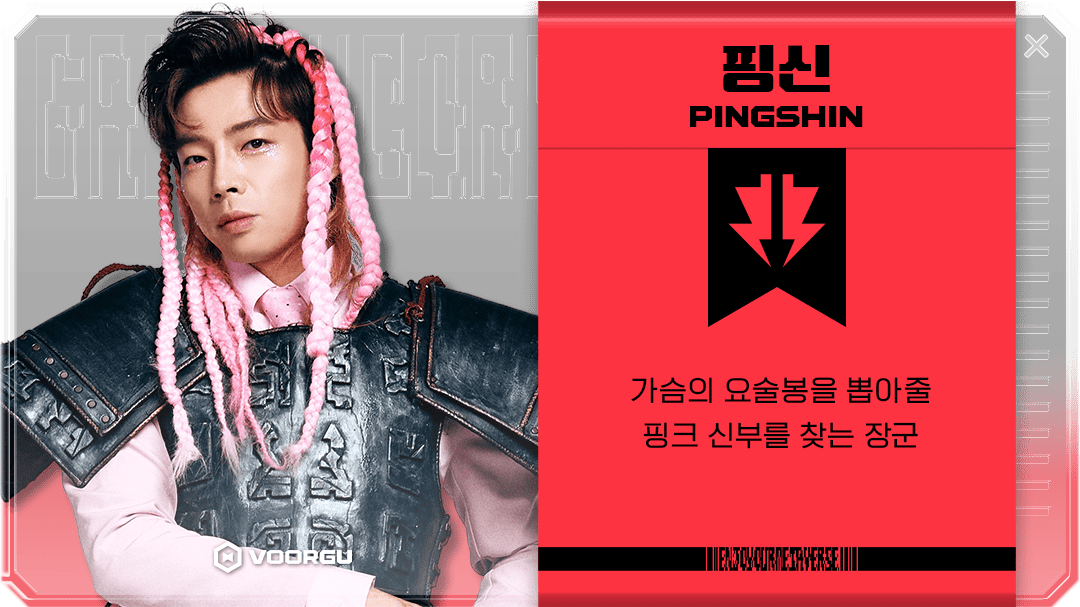 핑신
PINGSHIN
가슴의 요술봉을 뽑아줄
핑크 신부를 찾는 장군
VOORGU
ENJOYOURMETAVERSE